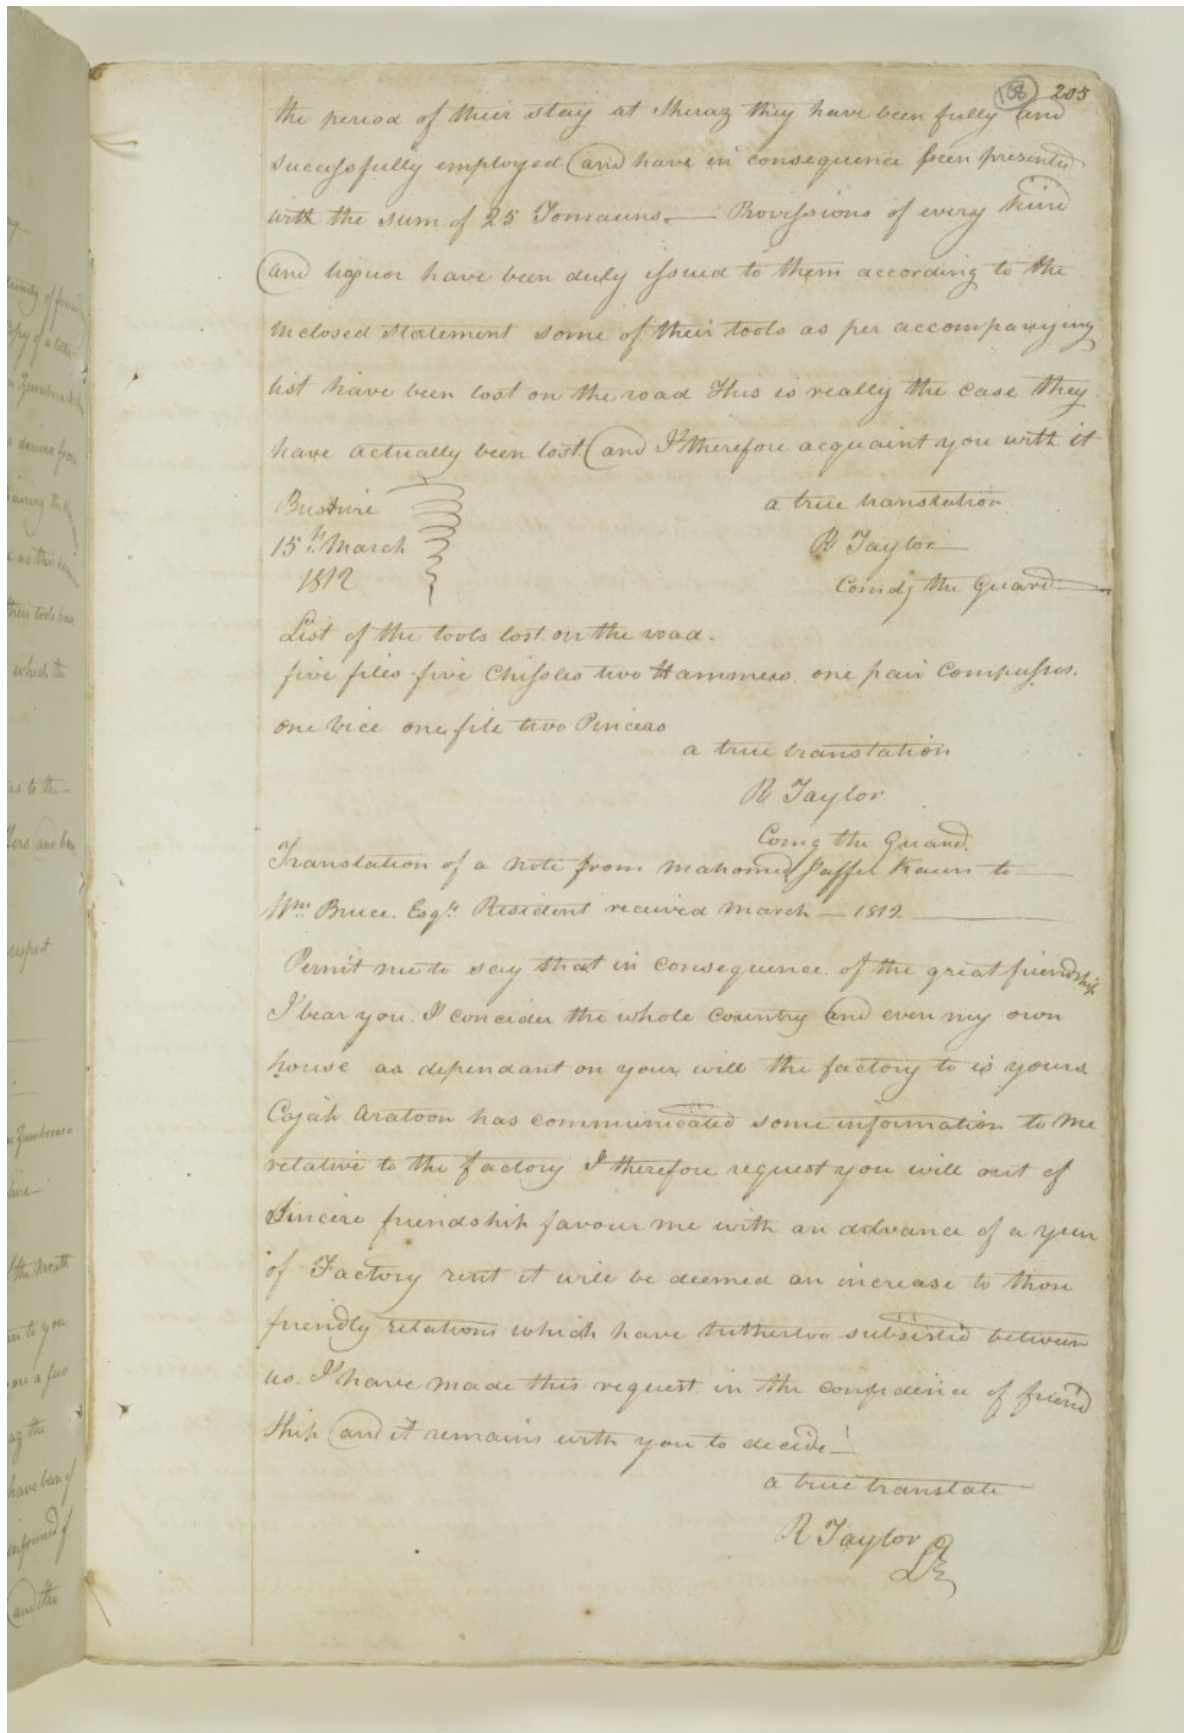 108 205
the period of their stay at Sheraz they have been fully and
successfully employed and have in consequence been presented
with the sum of 25 Tomauns. — Provissions of every kind
and liquor have been duly issued to them according to the
inclosed statement some of their tools as per accompanying
list have been lost on the road This is really the case they
have actually been lost and I therefore acquaint you with it
Bushire a true translation
15th March R Taylor
1812 Comdg the Guard
List of the tools lost on the road.
five files five Chissles two Hammers one pair Compasses.
one vice one file two Pincers
a true translation
R Taylor
Comg the Guard.
Translation of a note from Mahomed Jaffer Kaun to
Wm Bruce. Esqr Resident received March — 1812
Permit me to say that in consequence of the great friendship
I bear you. I concider the whole Country and even my own
house as dependant on your will the factory to is yours
Cojah Aratoon has communicated some information to me
relative to the factory I therefore request you will out of
Sincere friendship favour me with an advance of a year
of Factory rent it will be deemed an increase to those
friendly relations which have hithertoo subsisted between
us. I have made this request in the confidence of friend
ship and it remains with you to decide!
a true translate
R Taylor